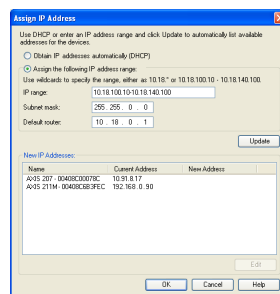 Assign IP Address
Use DHCP or enter an IP address range and click Update to automatically list available
addresses for the devices.
Obtain IP addresses automatically (DHCP)
Assign the following IP address range:
Use wildcards to specify
the range, either as 10.18.* or 10.18.100.10 - 10.18.140.100.
IP range:
10.18.100.10-10.18.140.100
Subnet mask:
255 . 255 . 0 . 0
Default router:
10 . 18 . 0 . 1
Update
New IP Addresses:
Name Current Address New Address
AXIS 207 - 00408C00078C 10.91.8.17
AXIS 211M - 00408C6B3FEC 192.168.0.90
Edit
OK Cancel Help